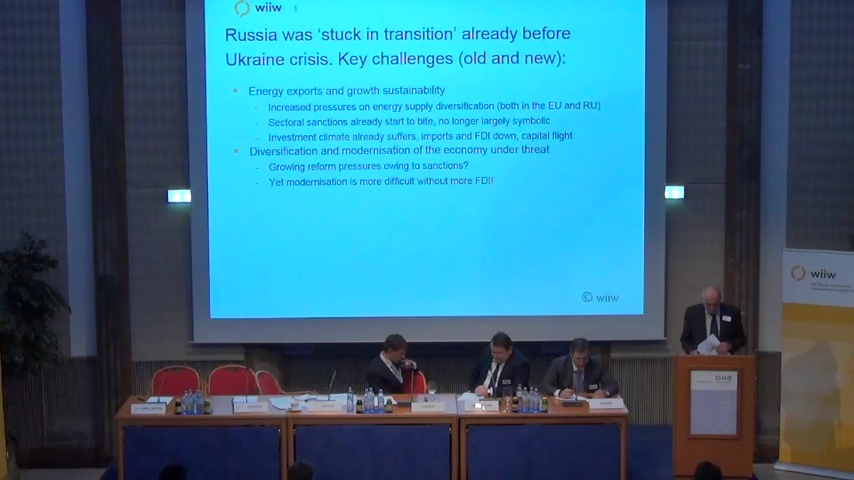 wiiw 3
Russia was ‘stuck in transition’ already before
Ukraine crisis. Key challenges (old and new):
Energy exports and growth sustainability
- Increased pressures on energy supply diversification (both in the EU and RU)
- Sectoral sanctions already start to bite, no longer largely symbolic
- Investment climate already suffers, imports and FDI down, capital flight
Diversification and modernisation of the economy under threat
- Growing reform pressures owing to sanctions?
- Yet modernisation is more difficult without more FDI!
© wiiw
wiiw